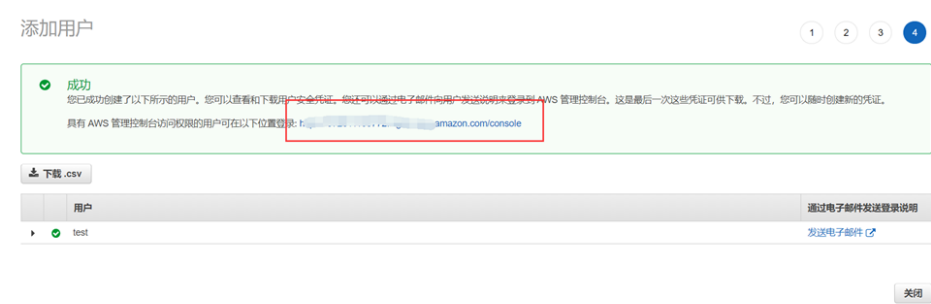 添加用户
1 2 3 4
成功
您已成功创建了以下所示的用户。您可以查看和下载用户安全凭证。您还可以通过电子邮件向用户发送说明来登录到 AWS 管理控制台。这是最后一次这些凭证可供下载。不过，您可以随时创建新的凭证。
具有 AWS 管理控制台访问权限的用户可在以下位置登录: amazon.com/console
下载 .csv
用户 通过电子邮件发送登录说明
test 发送电子邮件
关闭